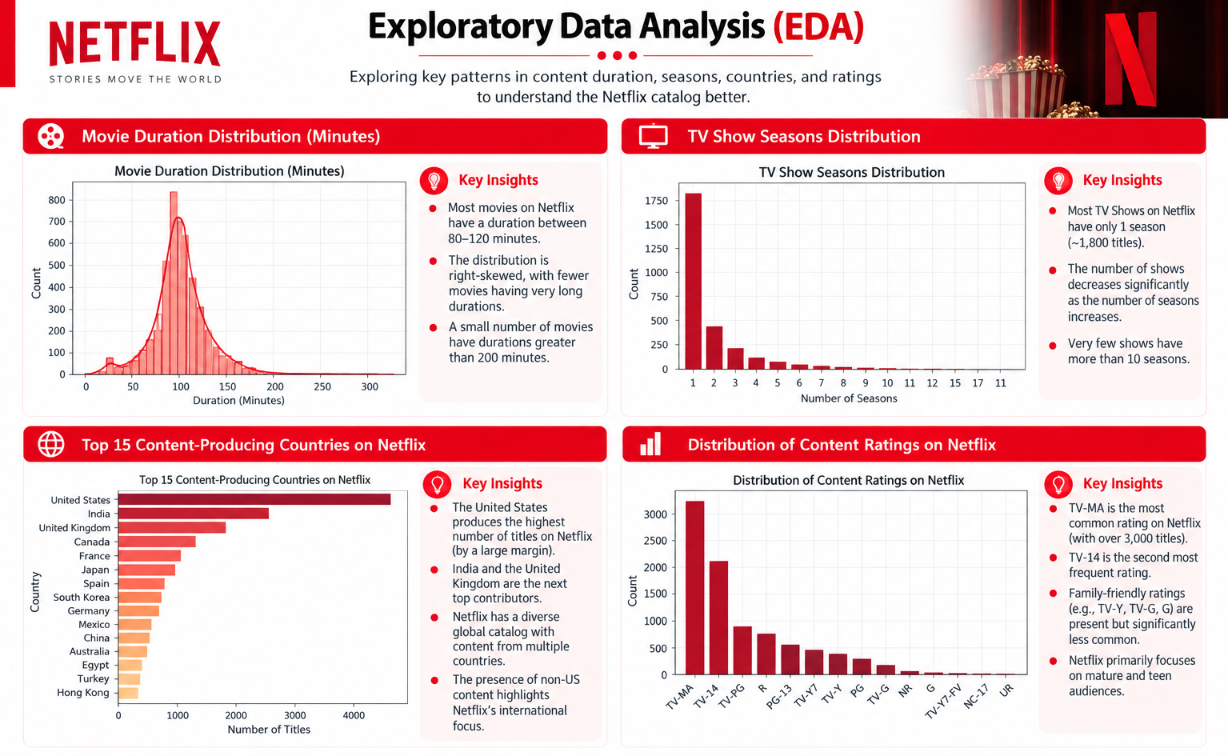 NETFLIX
STORIES MOVE THE WORLD
Exploratory Data Analysis (EDA)
Exploring key patterns in content duration, seasons, countries, and ratings
to understand the Netflix catalog better.
N
Movie Duration Distribution (Minutes)
Movie Duration Distribution (Minutes)
Count
800
700
600
500
400
300
200
100
0
0 50 100 150 200 250 300
Duration (Minutes)
Key Insights
Most movies on Netflix
have a duration between
80–120 minutes.
The distribution is
right-skewed, with fewer
movies having very long
durations.
A small number of movies
have durations greater
than 200 minutes.
TV Show Seasons Distribution
TV Show Seasons Distribution
Count
1750
1500
1250
1000
750
500
250
0
1 2 3 4 5 6 7 8 9 10 11 12 15 17 11
Number of Seasons
Key Insights
Most TV Shows on Netflix
have only 1 season
(~1,800 titles).
The number of shows
decreases significantly
as the number of seasons
increases.
Very few shows have
more than 10 seasons.
Top 15 Content-Producing Countries on Netflix
Top 15 Content-Producing Countries on Netflix
Country
United States
India
United Kingdom
Canada
France
Japan
Spain
South Korea
Germany
Mexico
China
Australia
Egypt
Turkey
Hong Kong
0 1000 2000 3000 4000
Number of Titles
Key Insights
The United States
produces the highest
number of titles on Netflix
(by a large margin).
India and the United
Kingdom are the next
top contributors.
Netflix has a diverse
global catalog with
content from multiple
countries.
The presence of non-US
content highlights
Netflix's international
focus.
Distribution of Content Ratings on Netflix
Distribution of Content Ratings on Netflix
Count
3000
2500
2000
1500
1000
500
0
TV-MA TV-14 TV-PG R PG-13 TV-Y7 TV-Y PG TV-G NR G TV-Y7-FV NC-17 UR
Key Insights
TV-MA is the most
common rating on Netflix
(with over 3,000 titles).
TV-14 is the second most
frequent rating.
Family-friendly ratings
(e.g., TV-Y, TV-G, G) are
present but significantly
less common.
Netflix primarily focuses
on mature and teen
audiences.